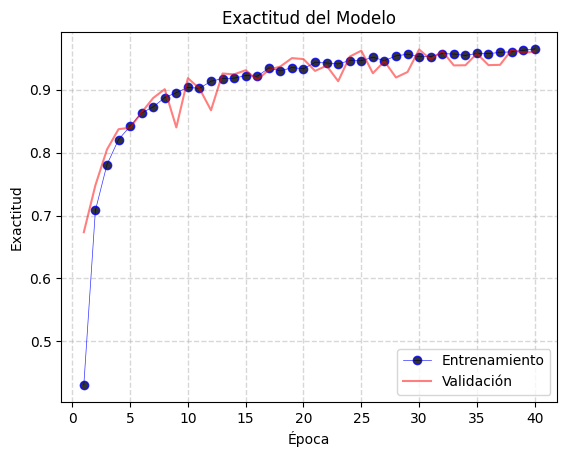 Exactitud del Modelo
Exactitud
0.9
0.8
0.7
0.6
0.5
0 5 10 15 20 25 30 35 40
Época
Entrenamiento
Validación